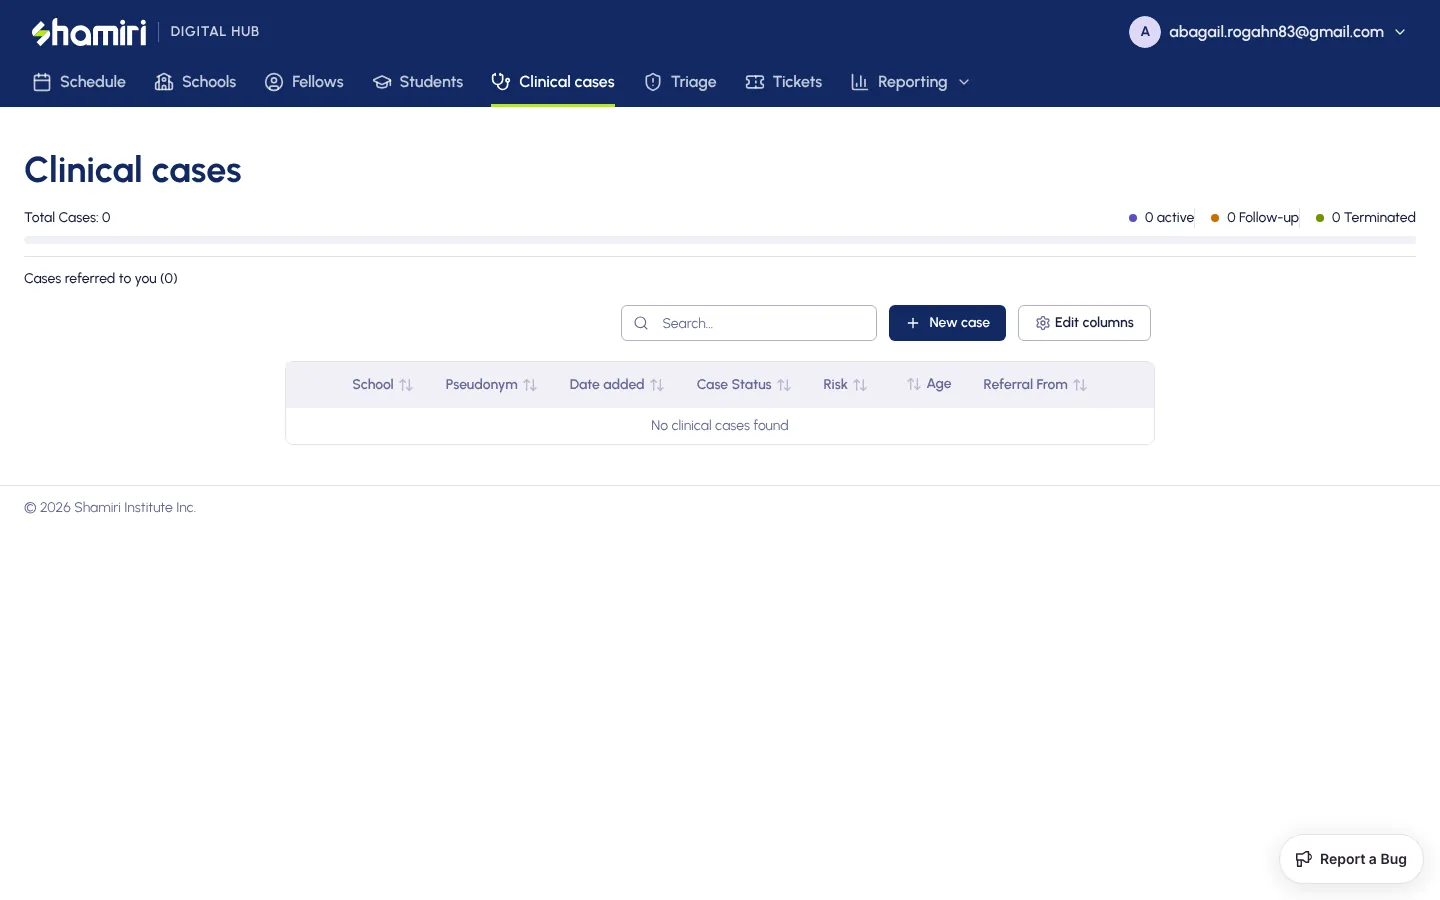 shamiri DIGITAL HUB
A abagail.rogahn83@gmail.com
Schedule Schools Fellows Students Clinical cases Triage Tickets Reporting
Clinical cases
Total Cases: 0
0 active 0 Follow-up 0 Terminated
Cases referred to you (0)
Search... New case Edit columns
School Pseudonym Date added Case Status Risk Age Referral From
No clinical cases found
© 2026 Shamiri Institute Inc.
Report a Bug